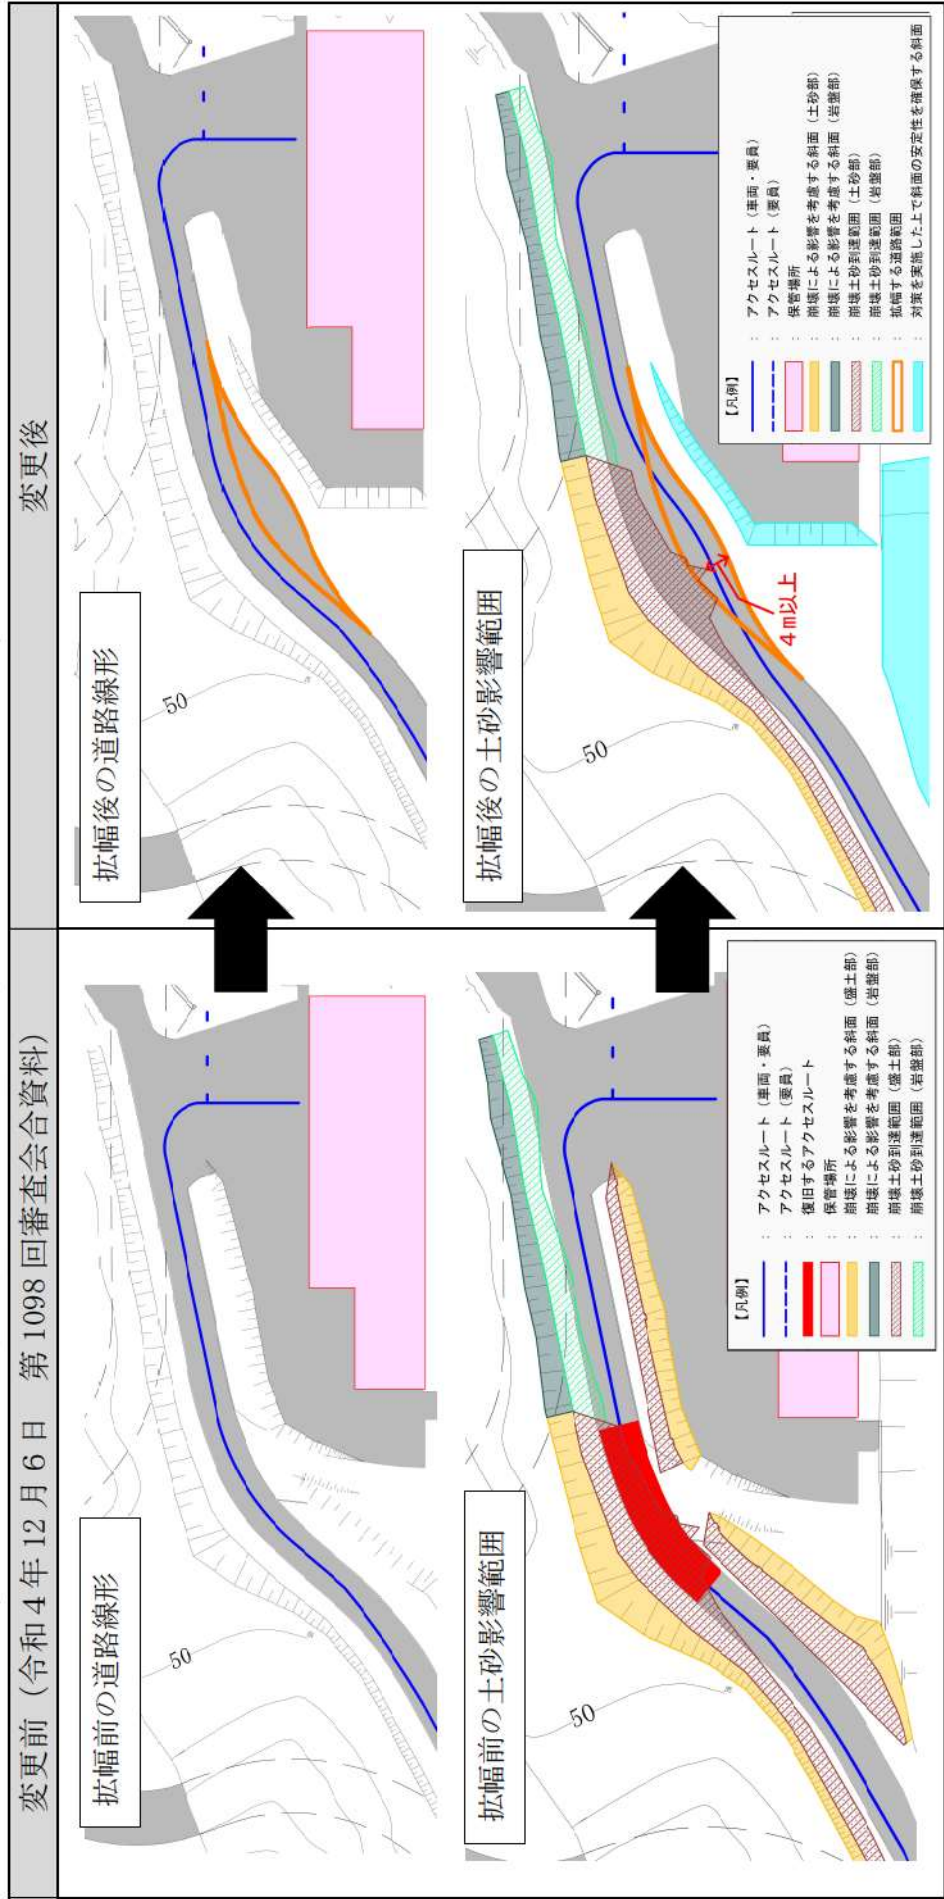 変更前（令和４年 12 月 6 日　第 1098 回審査会合資料）
変更後
拡幅前の道路線形
50
拡幅後の道路線形
50
拡幅前の土砂影響範囲
50
【凡例】
： アクセスルート（車両・要員）
： アクセスルート（要員）
： 復旧するアクセスルート
： 保管場所
： 崩壊による影響を考慮する斜面（盛土部）
： 崩壊による影響を考慮する斜面（岩盤部）
： 崩壊土砂到達範囲（盛土部）
： 崩壊土砂到達範囲（岩盤部）
拡幅後の土砂影響範囲
50
４ｍ以上
【凡例】
： アクセスルート（車両・要員）
： アクセスルート（要員）
： 保管場所
： 崩壊による影響を考慮する斜面（土砂部）
： 崩壊による影響を考慮する斜面（岩盤部）
： 崩壊土砂到達範囲（土砂部）
： 崩壊土砂到達範囲（岩盤部）
： 拡幅する道路範囲
： 対策を実施した上で斜面の安定性を確保する斜面